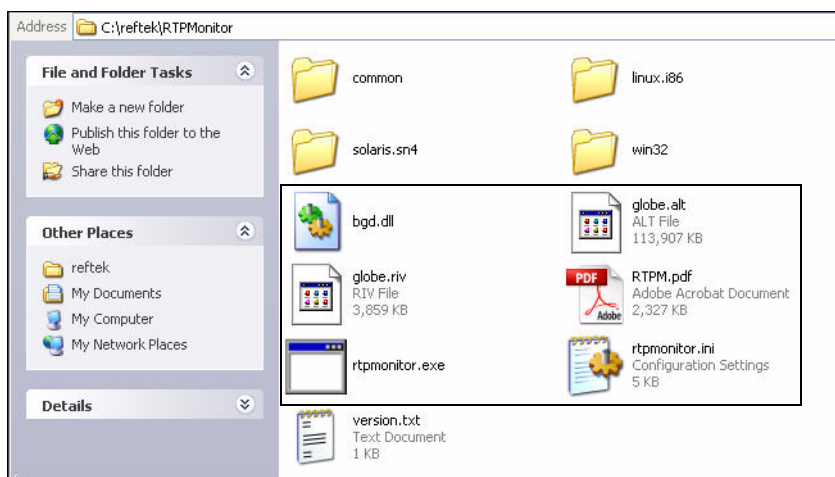 Address C:\reftek\RTPMonitor
File and Folder Tasks
Make a new folder
Publish this folder to the
Web
Share this folder
Other Places
reftek
My Documents
My Computer
My Network Places
Details
common
linux.i86
solaris.sn4
win32
bgd.dll
globe.alt
ALT File
113,907 KB
globe.riv
RIV File
3,859 KB
PDF
Adobe
RTPM.pdf
Adobe Acrobat Document
2,327 KB
rtpmonitor.exe
rtpmonitor.ini
Configuration Settings
5 KB
version.txt
Text Document
1 KB